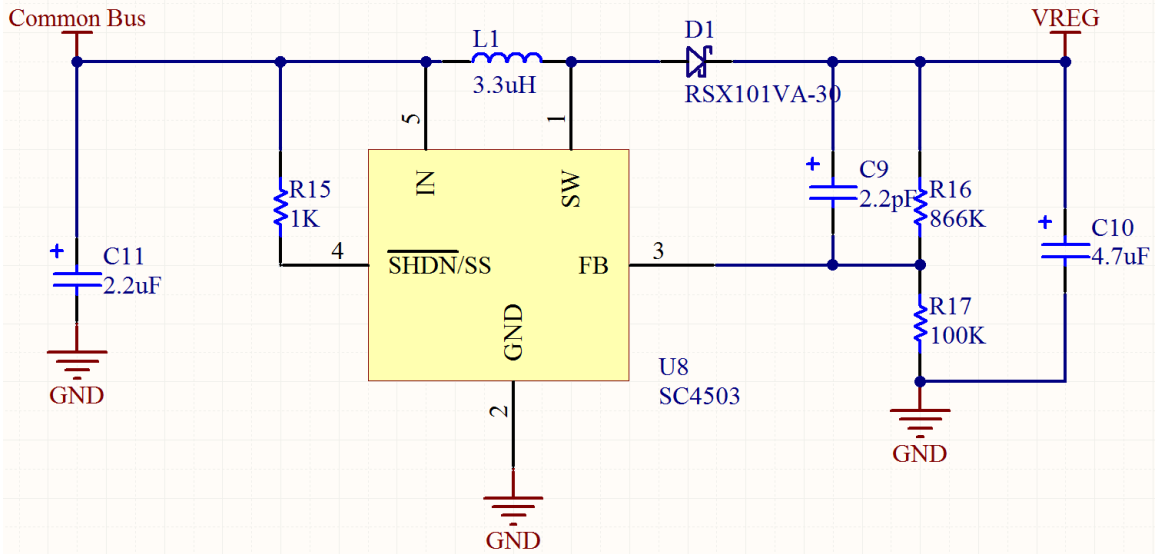 Common Bus
VREG
L1
3.3uH
D1
RSX101VA-30
5
1
IN
SW
R15
1K
C9
2.2pF
R16
866K
C10
4.7uF
C11
2.2uF
4
SHDN/SS
FB
3
GND
R17
100K
U8
SC4503
2
GND
GND
GND